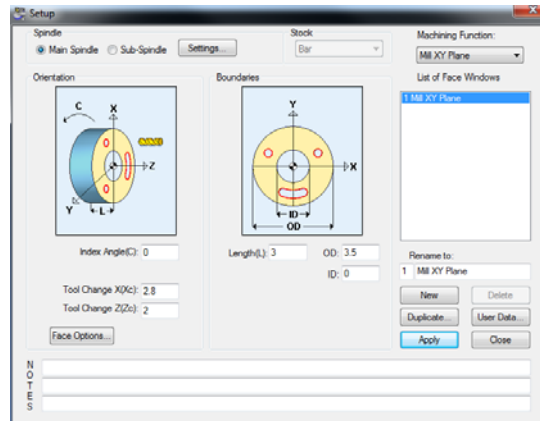 Setup
Spindle
Main Spindle Sub-Spindle Settings...
Stock
Bar
Machining Function:
Mill XY Plane
Orientation
C X
Z
Y L
Index Angle(C): 0
Tool Change X(Xc): 2.8
Tool Change Z(Zc): 2
Face Options...
Boundaries
Y
X
ID
OD
Length(L): 3 OD: 3.5
ID: 0
List of Face Windows
1 Mill XY Plane
Rename to:
1 Mill XY Plane
New Delete
Duplicate... User Data...
Apply Close
NOTES